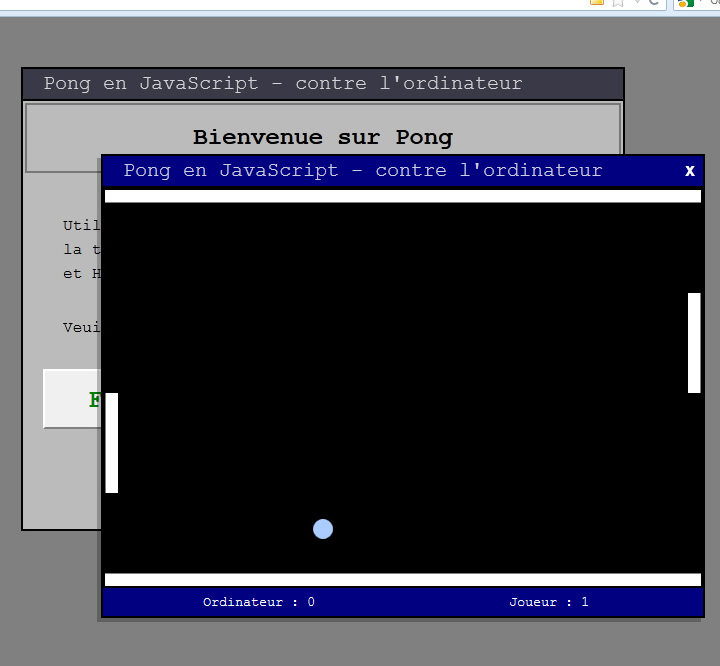 Pong en JavaScript - contre l'ordinateur
Bienvenue sur Pong
Pong en JavaScript - contre l'ordinateur x
Util
la t
et H
Veui
Ordinateur : 0 Joueur : 1